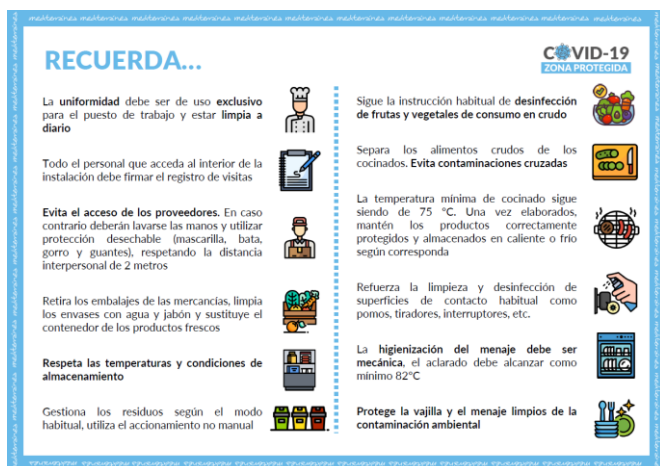 RECUERDA...
COVID-19
ZONA PROTEGIDA
La uniformidad debe ser de uso exclusivo
para el puesto de trabajo y estar limpia a
diario
Todo el personal que acceda al interior de la
instalación debe firmar el registro de visitas
Evita el acceso de los proveedores. En caso
contrario deberán lavarse las manos y utilizar
protección desechable (mascarilla, bata,
gorro y guantes), respetando la distancia
interpersonal de 2 metros
Retira los embalajes de las mercancías, limpia
los envases con agua y jabón y sustituye el
contenedor de los productos frescos
Respeta las temperaturas y condiciones de
almacenamiento
Gestiona los residuos según el modo
habitual, utiliza el accionamiento no manual
Sigue la instrucción habitual de desinfección
de frutas y vegetales de consumo en crudo
Separa los alimentos crudos de los
cocinados. Evita contaminaciones cruzadas
La temperatura mínima de cocinado sigue
siendo de 75 °C. Una vez elaborados,
mantén los productos correctamente
protegidos y almacenados en caliente o frío
según corresponda
Refuerza la limpieza y desinfección de
superficies de contacto habitual como
pomos, tiradores, interruptores, etc.
La higienización del menaje debe ser
mecánica, el aclarado debe alcanzar como
mínimo 82°C
Protege la vajilla y el menaje limpios de la
contaminación ambiental